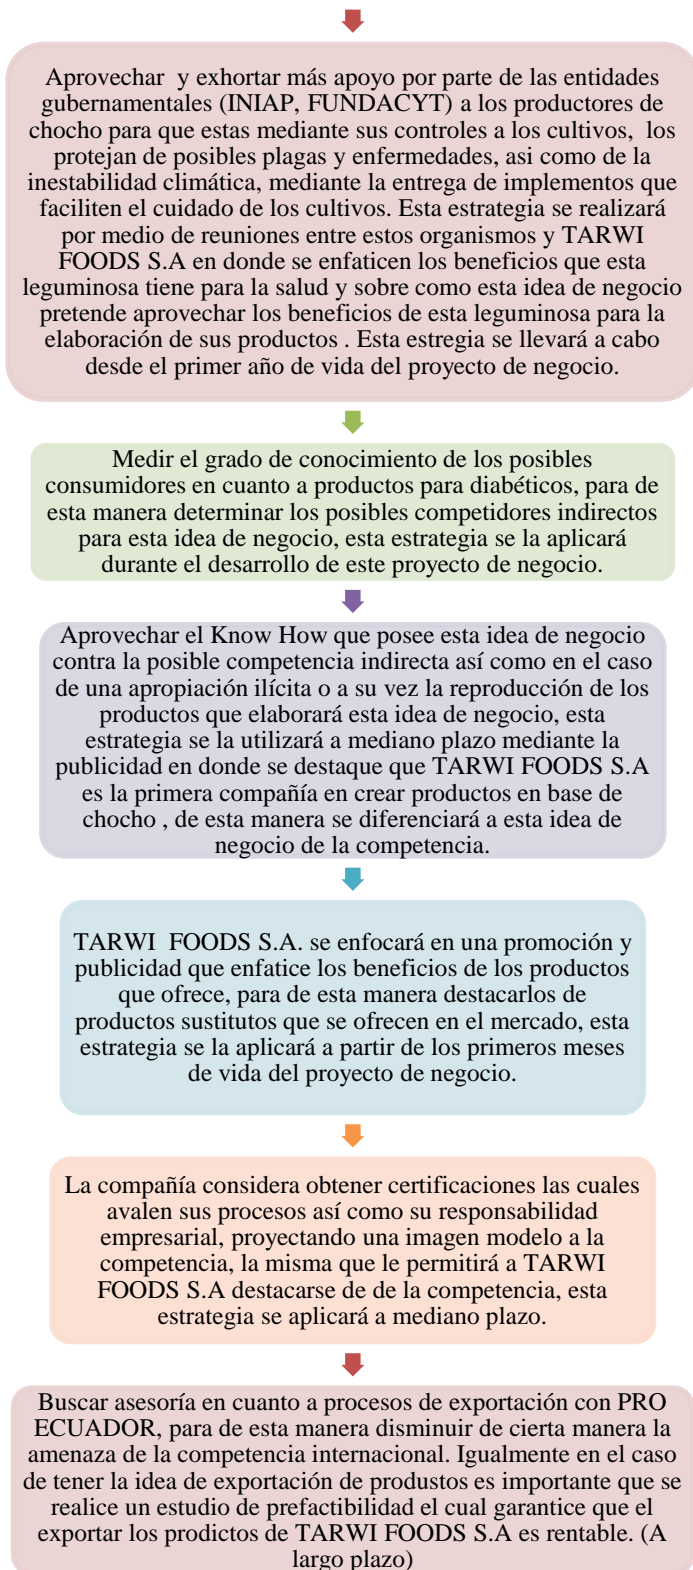 Aprovechar y exhortar más apoyo por parte de las entidades
gubernamentales (INIAP, FUNDACYT) a los productores de
chocho para que estas mediante sus controles a los cultivos, los
protejan de posibles plagas y enfermedades, asi como de la
inestabilidad climática, mediante la entrega de implementos que
faciliten el cuidado de los cultivos. Esta estrategia se realizará
por medio de reuniones entre estos organismos y TARWI
FOODS S.A en donde se enfaticen los beneficios que esta
leguminosa tiene para la salud y sobre como esta idea de negocio
pretende aprovechar los beneficios de esta leguminosa para la
elaboración de sus productos . Esta estregia se llevará a cabo
desde el primer año de vida del proyecto de negocio.
Medir el grado de conocimiento de los posibles
consumidores en cuanto a productos para diabéticos, para de
esta manera determinar los posibles competidores indirectos
para esta idea de negocio, esta estrategia se la aplicará
durante el desarrollo de este proyecto de negocio.
Aprovechar el Know How que posee esta idea de negocio
contra la posible competencia indirecta así como en el caso
de una apropiación ilícita o a su vez la reproducción de los
productos que elaborará esta idea de negocio, esta
estrategia se la utilizará a mediano plazo mediante la
publicidad en donde se destaque que TARWI FOODS S.A
es la primera compañía en crear productos en base de
chocho , de esta manera se diferenciará a esta idea de
negocio de la competencia.
TARWI FOODS S.A. se enfocará en una promoción y
publicidad que enfatice los beneficios de los productos
que ofrece, para de esta manera destacarlos de
productos sustitutos que se ofrecen en el mercado, esta
estrategia se la aplicará a partir de los primeros meses
de vida del proyecto de negocio.
La compañía considera obtener certificaciones las cuales
avalen sus procesos así como su responsabilidad
empresarial, proyectando una imagen modelo a la
competencia, la misma que le permitirá a TARWI
FOODS S.A destacarse de de la competencia, esta
estrategia se aplicará a mediano plazo.
Buscar asesoría en cuanto a procesos de exportación con PRO
ECUADOR, para de esta manera disminuir de cierta manera la
amenaza de la competencia internacional. Igualmente en el caso
de tener la idea de exportación de produstos es importante que se
realice un estudio de prefactibilidad el cual garantice que el
exportar los prodictos de TARWI FOODS S.A es rentable. (A
largo plazo)